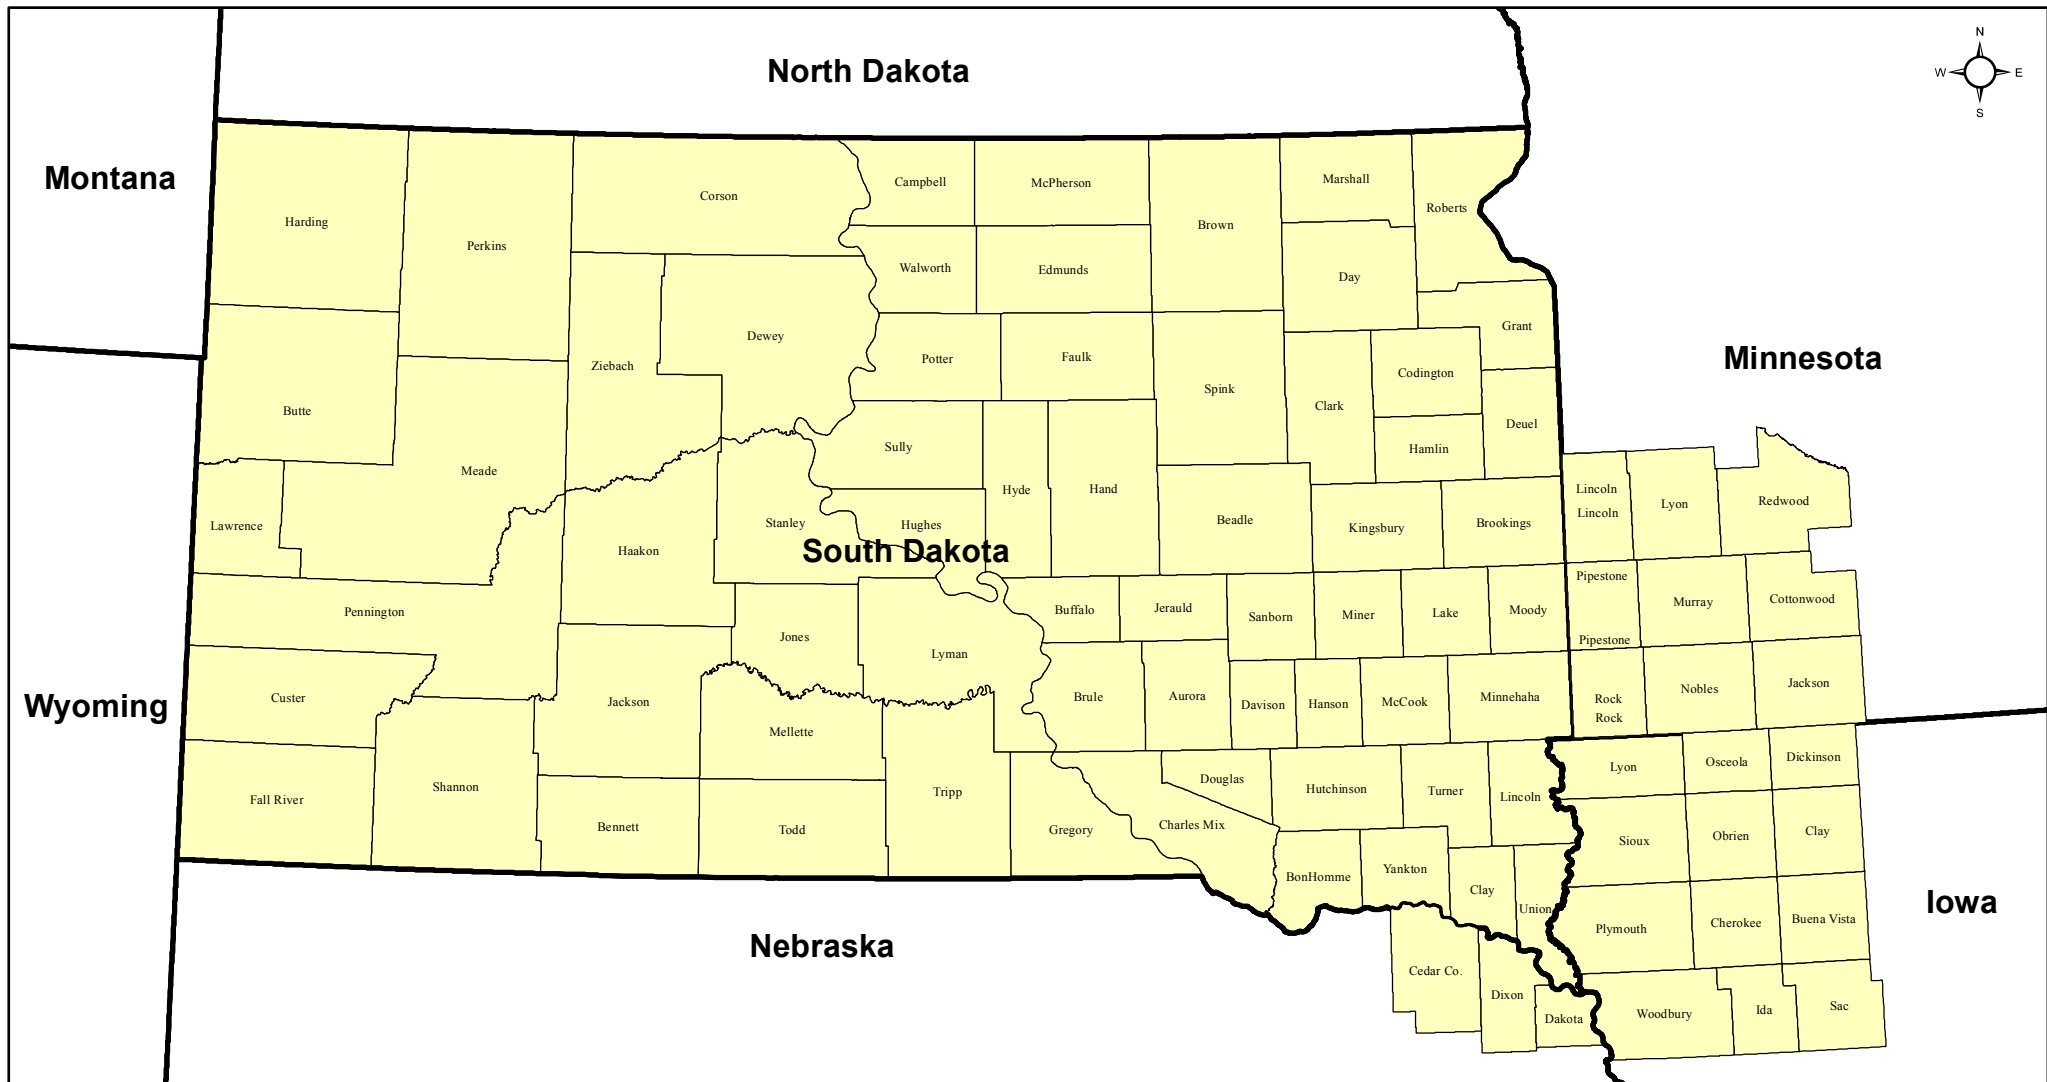 N
W E
S
North Dakota
Montana
Minnesota
South Dakota
Wyoming
Nebraska
Iowa
Harding
Perkins
Corson
Campbell
McPherson
Brown
Marshall
Roberts
Walworth
Edmunds
Day
Grant
Butte
Ziebach
Dewey
Potter
Faulk
Spink
Clark
Codington
Deuel
Hamlin
Meade
Sully
Hyde
Hand
Lawrence
Haakon
Stanley
Hughes
Beadle
Kingsbury
Brookings
Lincoln
Lincoln
Lyon
Redwood
Pennington
Jones
Lyman
Buffalo
Jerauld
Sanborn
Miner
Lake
Moody
Pipestone
Pipestone
Murray
Cottonwood
Custer
Jackson
Mellette
Brule
Aurora
Davison
Hanson
McCook
Minnehaha
Rock
Rock
Nobles
Jackson
Fall River
Shannon
Bennett
Todd
Tripp
Gregory
Charles Mix
Douglas
Hutchinson
Turner
Lincoln
Lyon
Osceola
Dickinson
BonHomme
Yankton
Clay
Union
Sioux
Obrien
Clay
Plymouth
Cherokee
Buena Vista
Cedar Co.
Dixon
Dakota
Woodbury
Ida
Sac